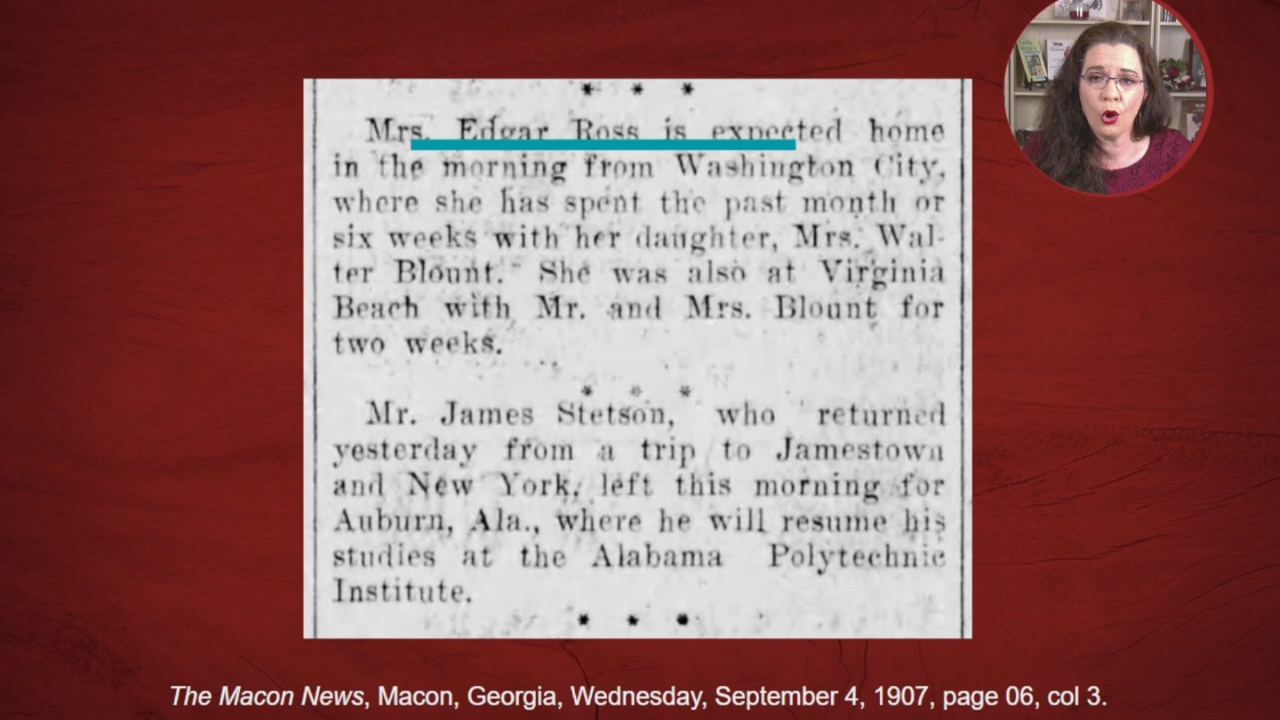 * * *
Mrs. Edgar Ross is expected home
in the morning from Washington City,
where she has spent the past month or
six weeks with her daughter, Mrs. Wal-
ter Blount. She was also at Virginia
Beach with Mr. and Mrs. Blount for
two weeks.
* * *
Mr. James Stetson, who returned
yesterday from a trip to Jamestown
and New York, left this morning for
Auburn, Ala., where he will resume his
studies at the Alabama Polytechnic
Institute.
* * *
The Macon News, Macon, Georgia, Wednesday, September 4, 1907, page 06, col 3.